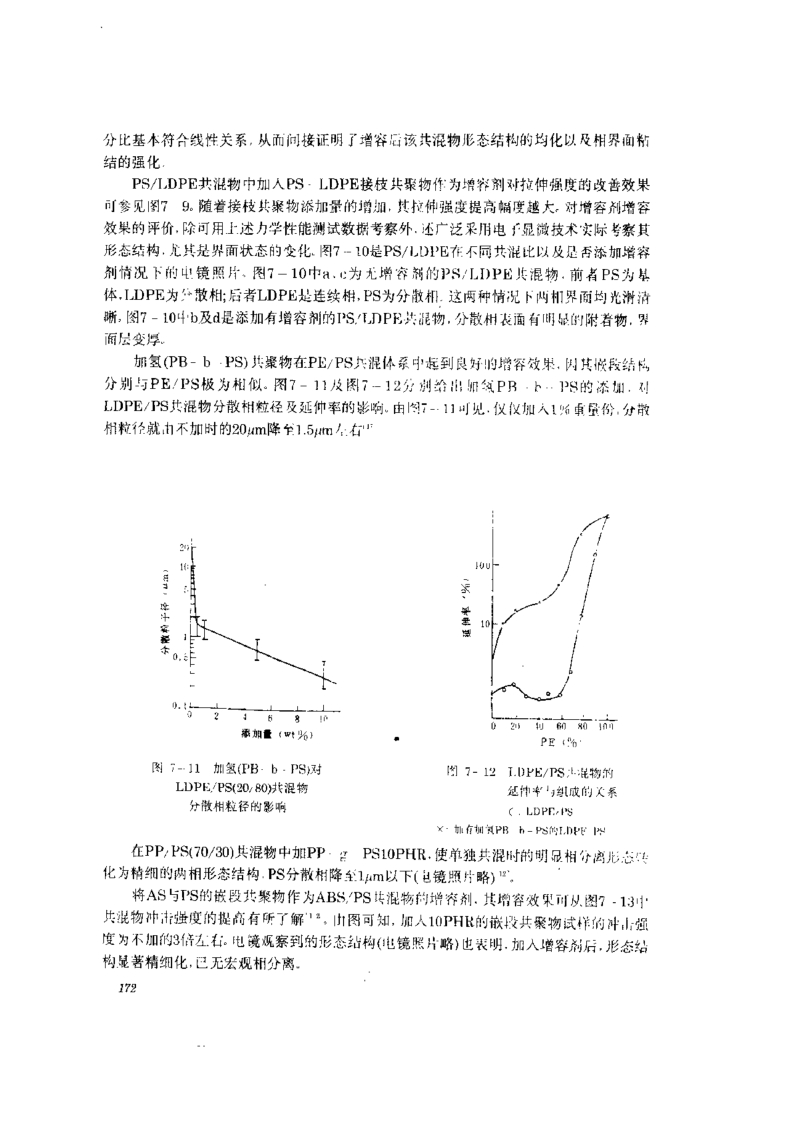 分比基本符合线性关系,从而间接证明了增容后该共混物形态结构的均化以及相界面粘
结的强化.
PS/LDPE共混物中加入PS-LDPE接枝共聚物作为增容剂对拉伸强度的改善效果
可参见图7-9。随着接枝共聚物添加量的增加,其拉伸强度提高幅度越大。对增容剂增容
效果的评价,除可用上述力学性能测试数据考察外,还广泛采用电子显微技术实际考察其
形态结构,尤其是界面状态的变化。图7-10是PS/LDPE在不同共混比以及是否添加增容
剂情况下的电镜照片。图7-10中a、c为无增容剂的PS/LDPE共混物,前者PS为基
体,LDPE为分散相;后者LDPE是连续相,PS为分散相.这两种情况下两相界面均光滑清
晰,图7-10中b及d是添加有增容剂的PS/LDPE共混物,分散相表面有明显的附着物,界
面层变厚。
加氢(PB-b-PS)共聚物在PE/PS共混体系中起到良好的增容效果,因其嵌段结构
分别与PE/PS极为相似。图7-11及图7-12分别给出加氢PB-b-PS的添加,对
LDPE/PS共混物分散相粒径及延伸率的影响。由图7-11可见,仅仅加入1%重量份,分散
相粒径就由不加时的20μm降至1.5μm左右
分散粒子径(μm)
20
10
1
0.5
0.1
0 2 4 6 8 10
添加量(wt%)
图 7-11 加氢(PB-b-PS)对
LDPE/PS(20/80)共混物
分散相粒径的影响
延伸率(%)
100
10
0 20 40 60 80 100
PE(%)
图 7-12 LDPE/PS共混物的
延伸率与组成的关系
LDPE/PS
×:加有加氢PB-b-PS的LDPE/PS
在PP/PS(70/30)共混物中加PP-g-PS10PHR,使单独共混时的明显相分离形态转
化为精细的两相形态结构.PS分散相降至1μm以下(电镜照片略)
将AS与PS的嵌段共聚物作为ABS/PS共混物的增容剂,其增容效果可从图7-13中
共混物冲击强度的提高有所了解。由图可知,加入10PHR的嵌段共聚物试样的冲击强
度为不加的3倍左右。电镜观察到的形态结构(电镜照片略)也表明,加入增容剂后,形态结
构显著精细化,已无宏观相分离。
172